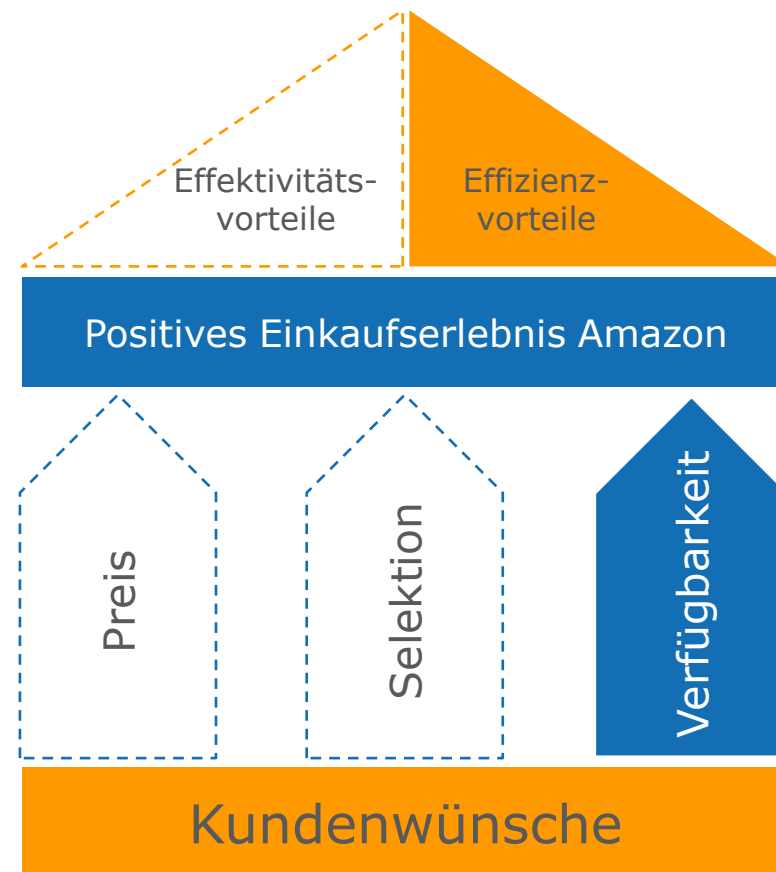 Effektivitäts-
vorteile
Effizienz-
vorteile
Positives Einkaufserlebnis Amazon
Preis
Selektion
Verfügbarkeit
Kundenwünsche